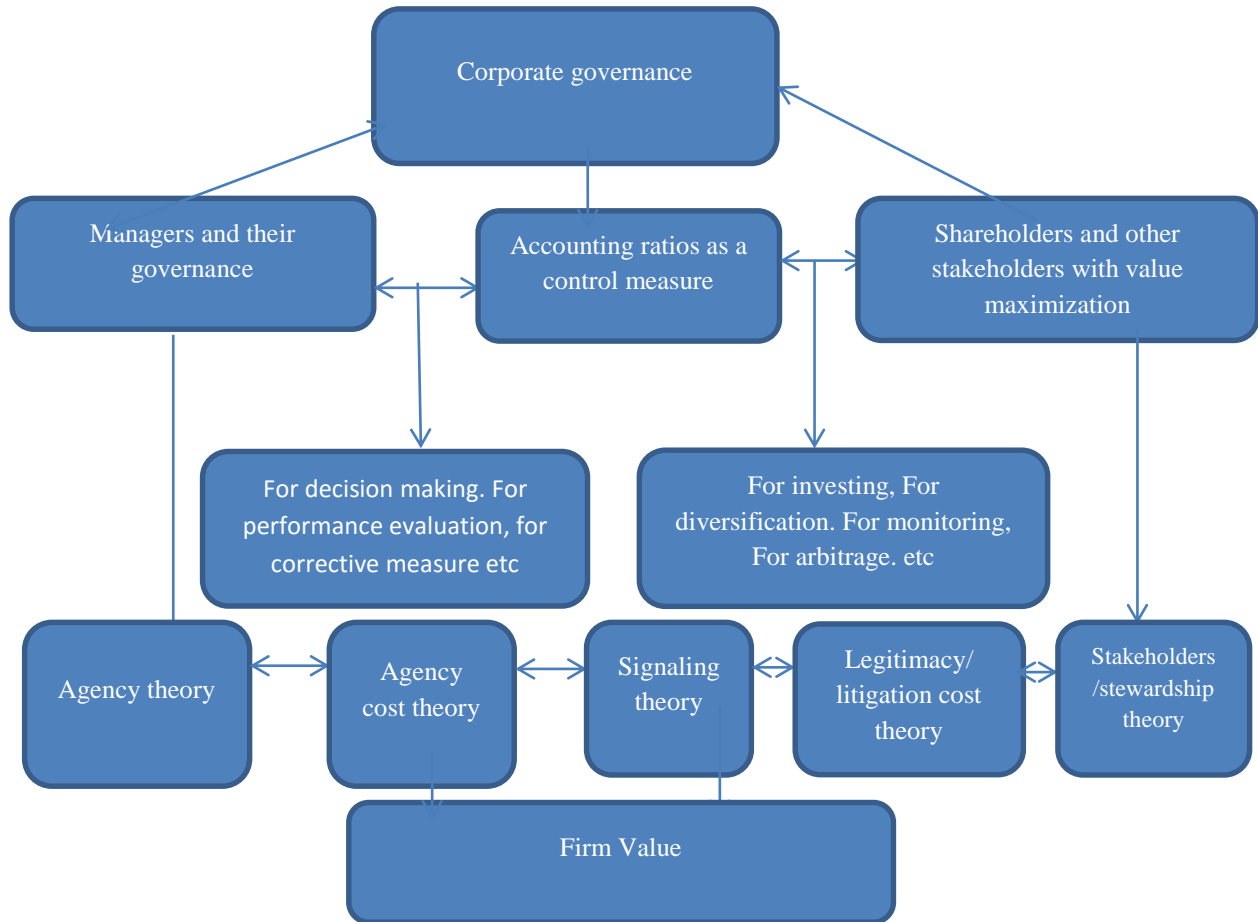 Corporate governance
Managers and their
governance
Accounting ratios as a
control measure
Shareholders and other
stakeholders with value
maximization
For decision making. For
performance evaluation, for
corrective measure etc
For investing, For
diversification. For monitoring,
For arbitrage. etc
Agency theory
Agency
cost theory
Signaling
theory
Legitimacy/
litigation cost
theory
Stakeholders
/stewardship
theory
Firm Value